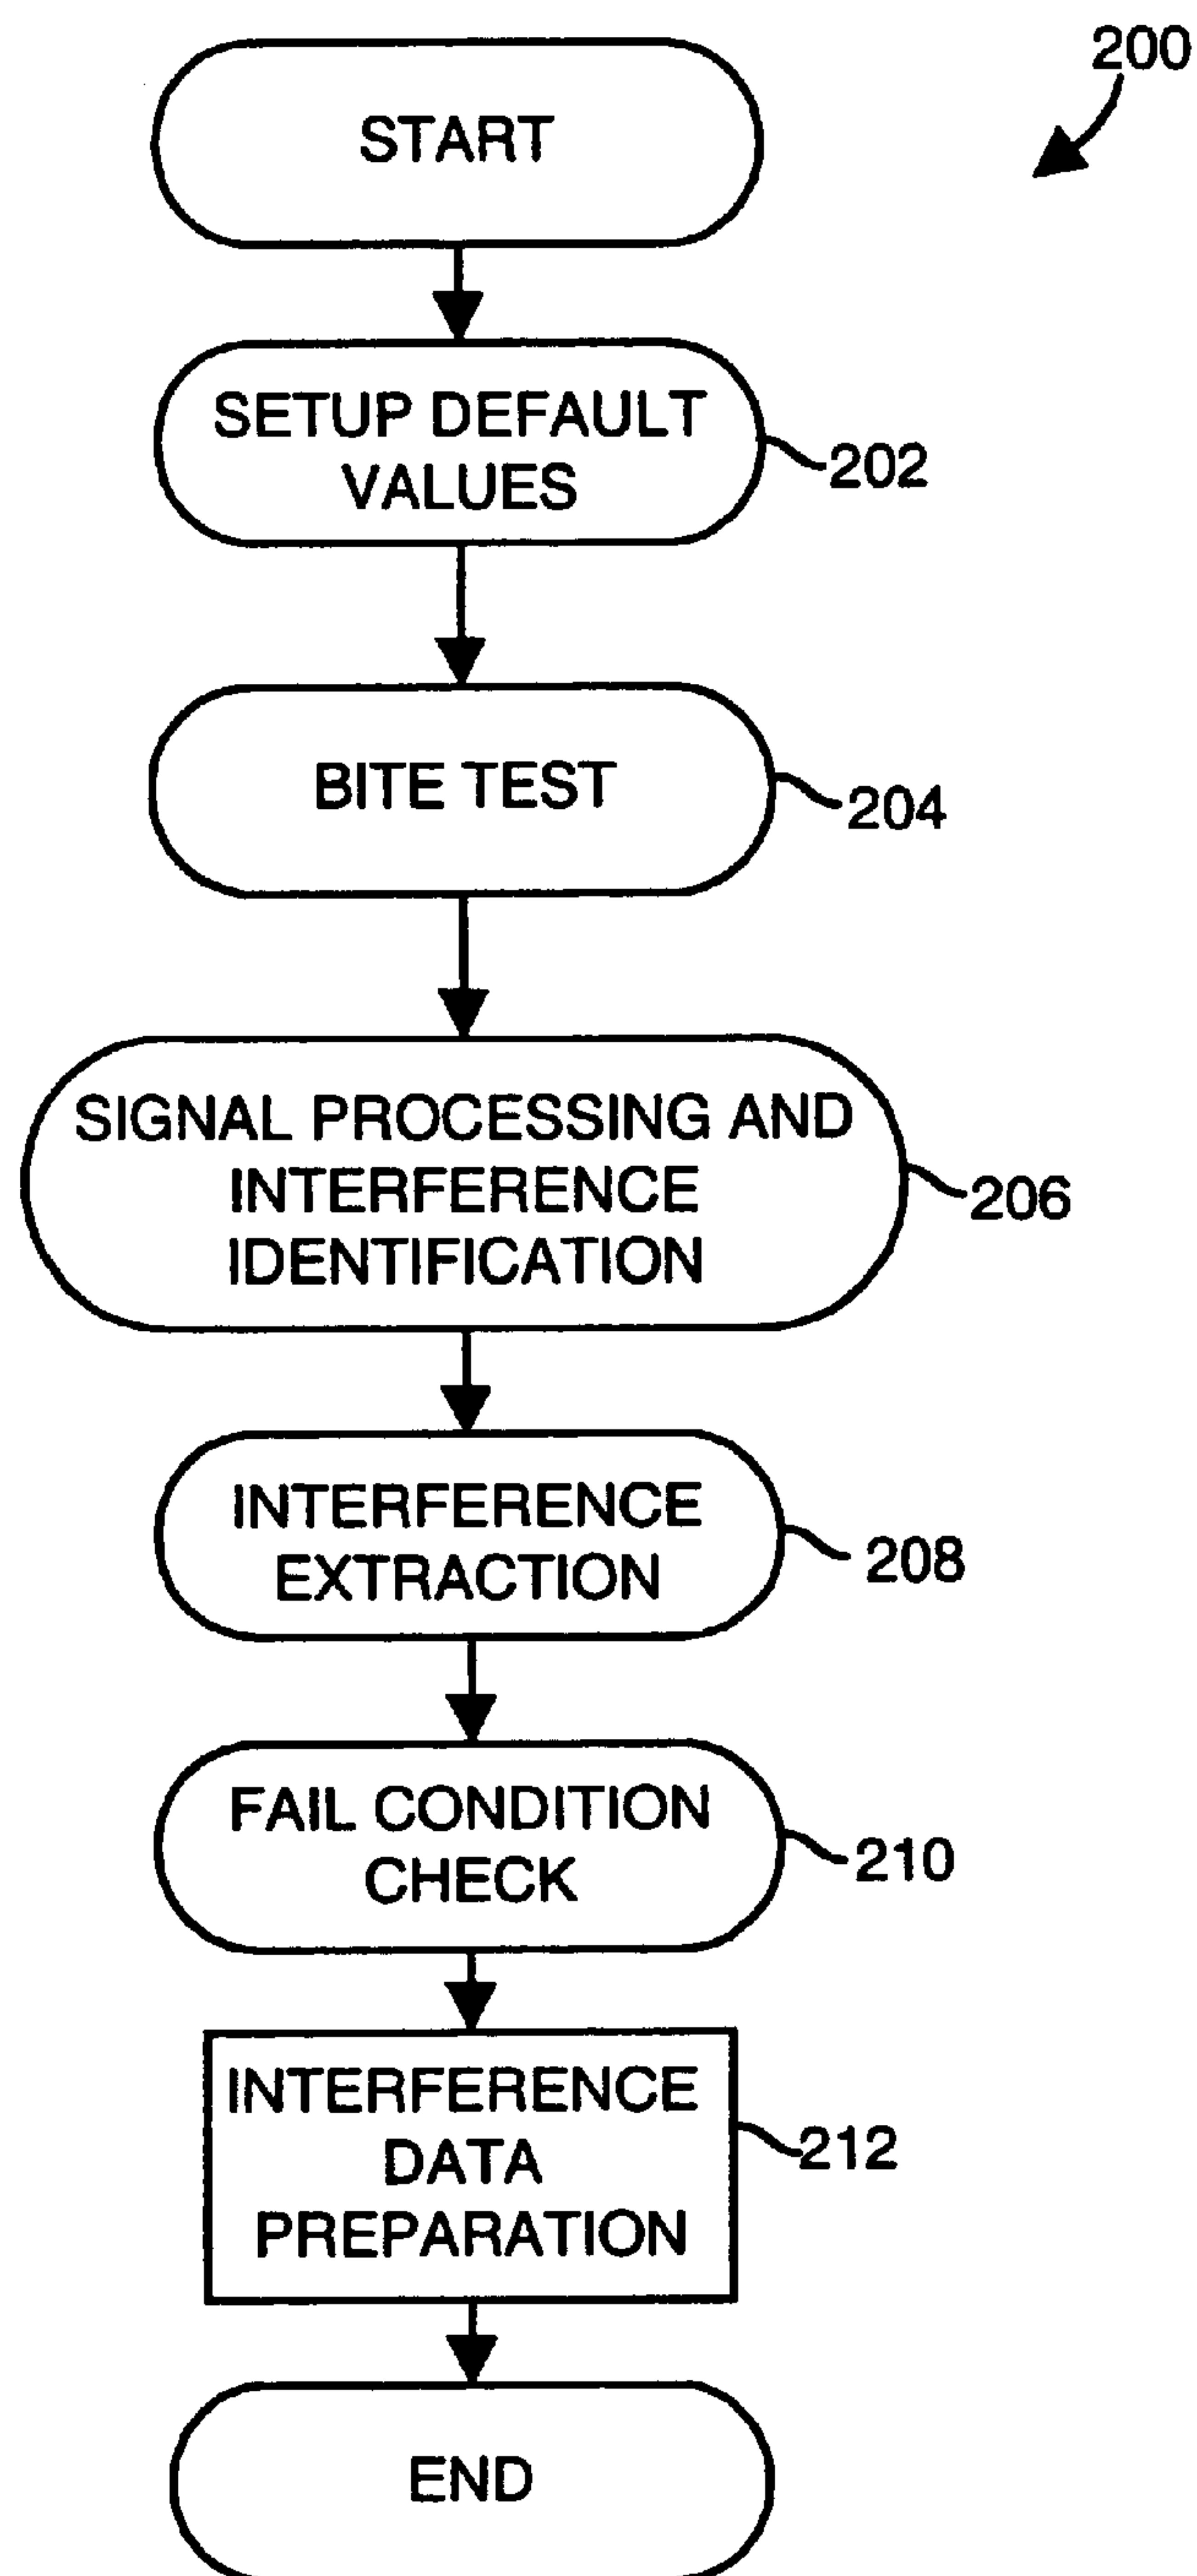 200
START
SETUP DEFAULT
VALUES
202
BITE TEST
204
SIGNAL PROCESSING AND
INTERFERENCE
IDENTIFICATION
206
INTERFERENCE
EXTRACTION
208
FAIL CONDITION
CHECK
210
INTERFERENCE
DATA
PREPARATION
212
END